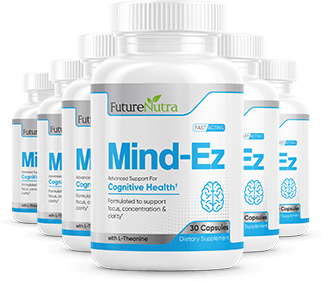 FutureNutra
FAST ACTING
Mind-Ez
Advanced Support For
Cognitive Health†
Formulated to support
focus, concentration &
clarity†
30 Capsules
with L-Theanine
Dietary Supplement